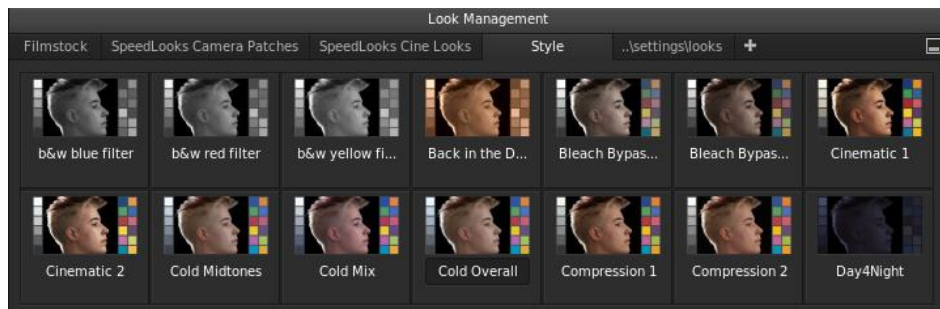 Look Management
Filmstock SpeedLooks Camera Patches SpeedLooks Cine Looks Style ..\settings\looks +
b&w blue filter b&w red filter b&w yellow fi... Back in the D... Bleach Bypas... Bleach Bypas... Cinematic 1
Cinematic 2 Cold Midtones Cold Mix Cold Overall Compression 1 Compression 2 Day4Night